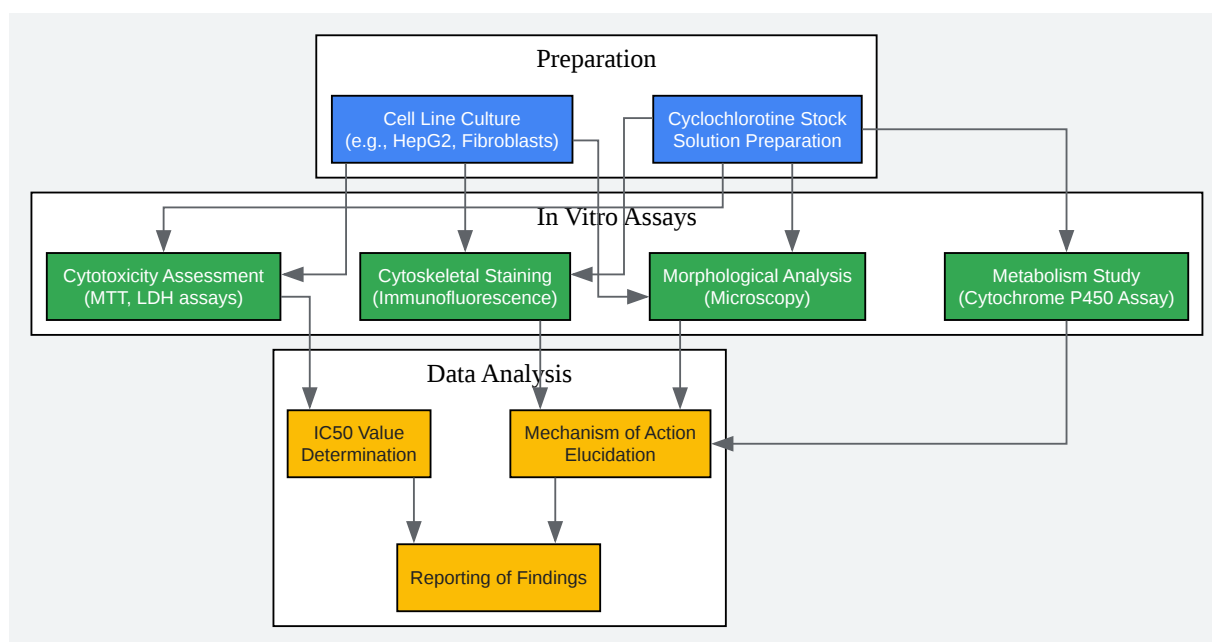 Preparation
Cell Line Culture
(e.g., HepG2, Fibroblasts)
Cyclochlorotine Stock
Solution Preparation
In Vitro Assays
Cytotoxicity Assessment
(MTT, LDH assays)
Cytoskeletal Staining
(Immunofluorescence)
Morphological Analysis
(Microscopy)
Metabolism Study
(Cytochrome P450 Assay)
Data Analysis
IC50 Value
Determination
Mechanism of Action
Elucidation
Reporting of Findings